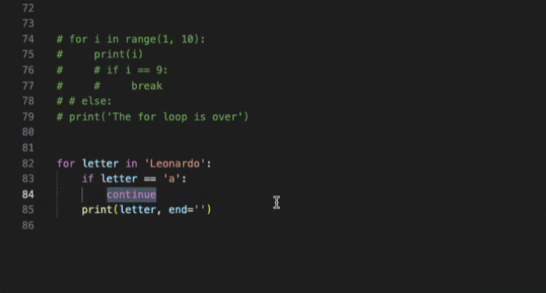 72
73
74 # for i in range(1, 10):
75 #     print(i)
76 #     # if i == 9:
77 #     #     break
78 # # else:
79 # print('The for loop is over')
80
81
82 for letter in 'Leonardo':
83     if letter == 'a':
84         continue
85     print(letter, end='')
86